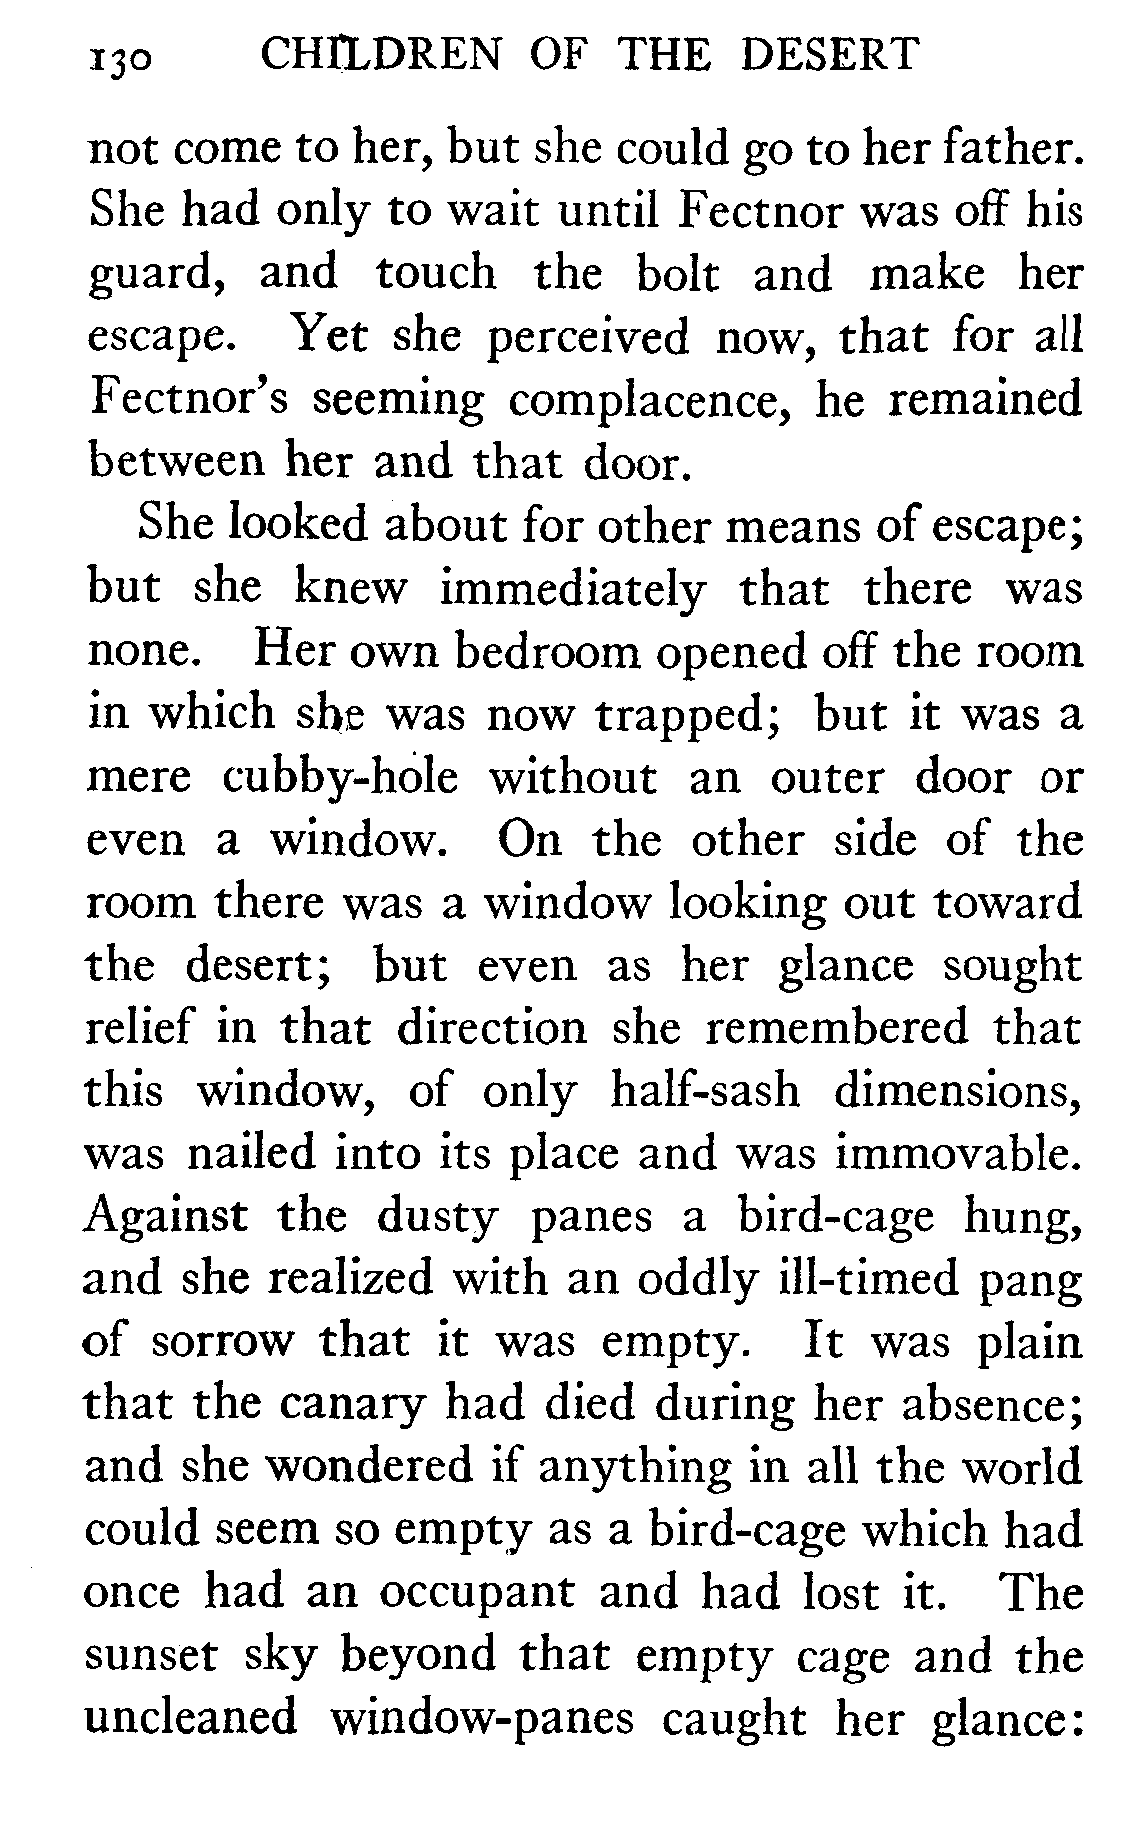 130 CHILDREN OF THE DESERT
not come to her, but she could go to her father.
She had only to wait until Fectnor was off his
guard, and touch the bolt and make her
escape. Yet she perceived now, that for all
Fectnor's seeming complacence, he remained
between her and that door.
She looked about for other means of escape;
but she knew immediately that there was
none. Her own bedroom opened off the room
in which she was now trapped; but it was a
mere cubby-hole without an outer door or
even a window. On the other side of the
room there was a window looking out toward
the desert; but even as her glance sought
relief in that direction she remembered that
this window, of only half-sash dimensions,
was nailed into its place and was immovable.
Against the dusty panes a bird-cage hung,
and she realized with an oddly ill-timed pang
of sorrow that it was empty. It was plain
that the canary had died during her absence;
and she wondered if anything in all the world
could seem so empty as a bird-cage which had
once had an occupant and had lost it. The
sunset sky beyond that empty cage and the
uncleaned window-panes caught her glance: